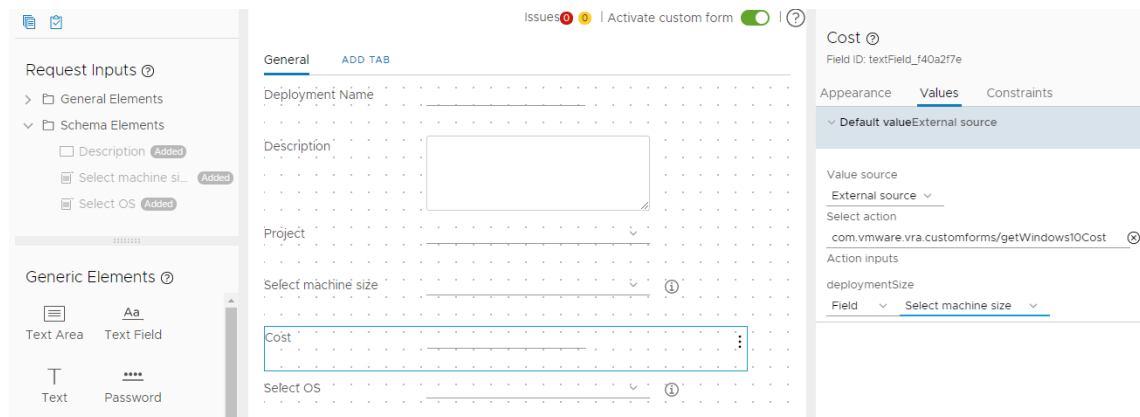 Issues 0 0 | Activate custom form
General
ADD TAB
Request Inputs
General Elements
Schema Elements
Description Added
Select machine si... Added
Select OS Added
Generic Elements
Aa
Text Area
Text Field
T
Text
Password
Deployment Name
Description
Project
Select machine size
Cost
Select OS
Cost
Field ID: textField_f40a2f7e
Appearance
Values
Constraints
Default valueExternal source
Value source
External source
Select action
com.vmware.vra.customforms/getWindows10Cost
Action inputs
deploymentSize
Field
Select machine size